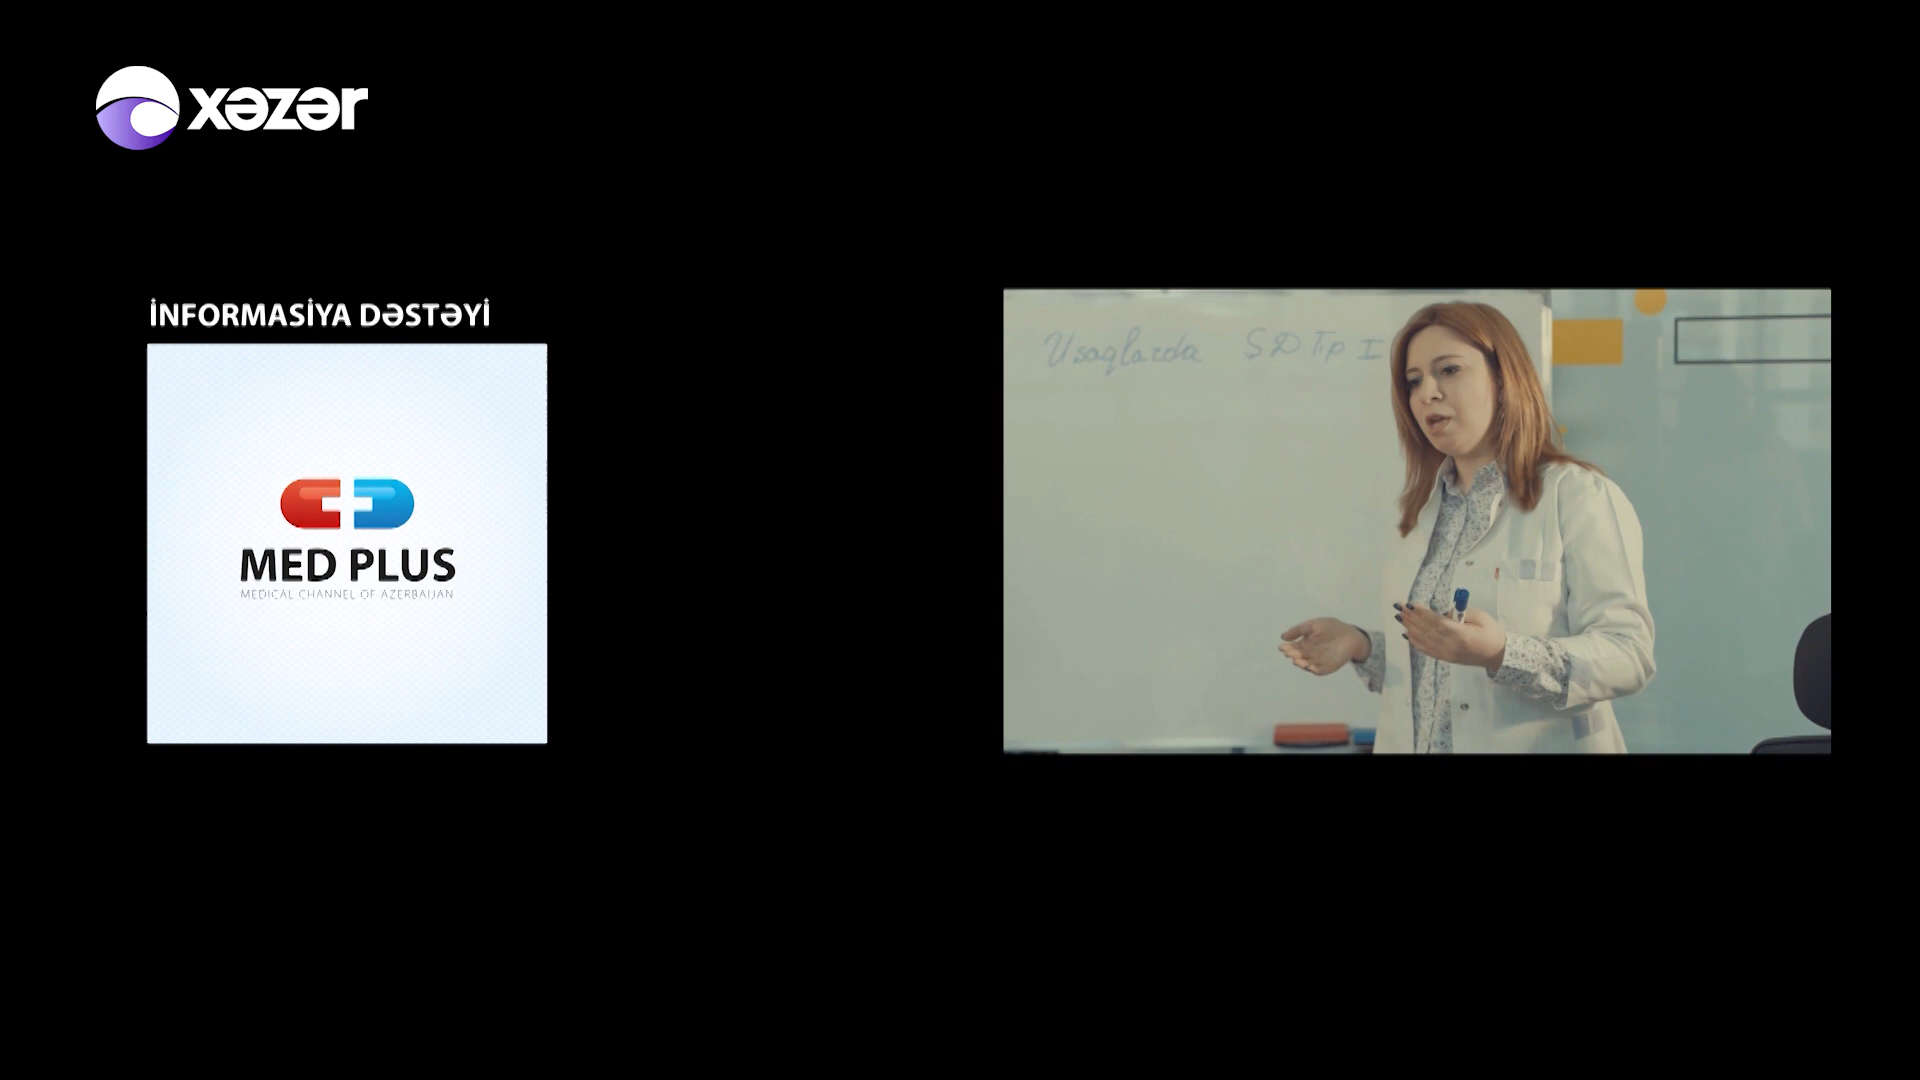 xəzər
İNFORMASİYA DƏSTƏYİ
MED PLUS
MEDICAL CHANNEL OF AZERBAIJAN
Usaqlarda SD Tip I